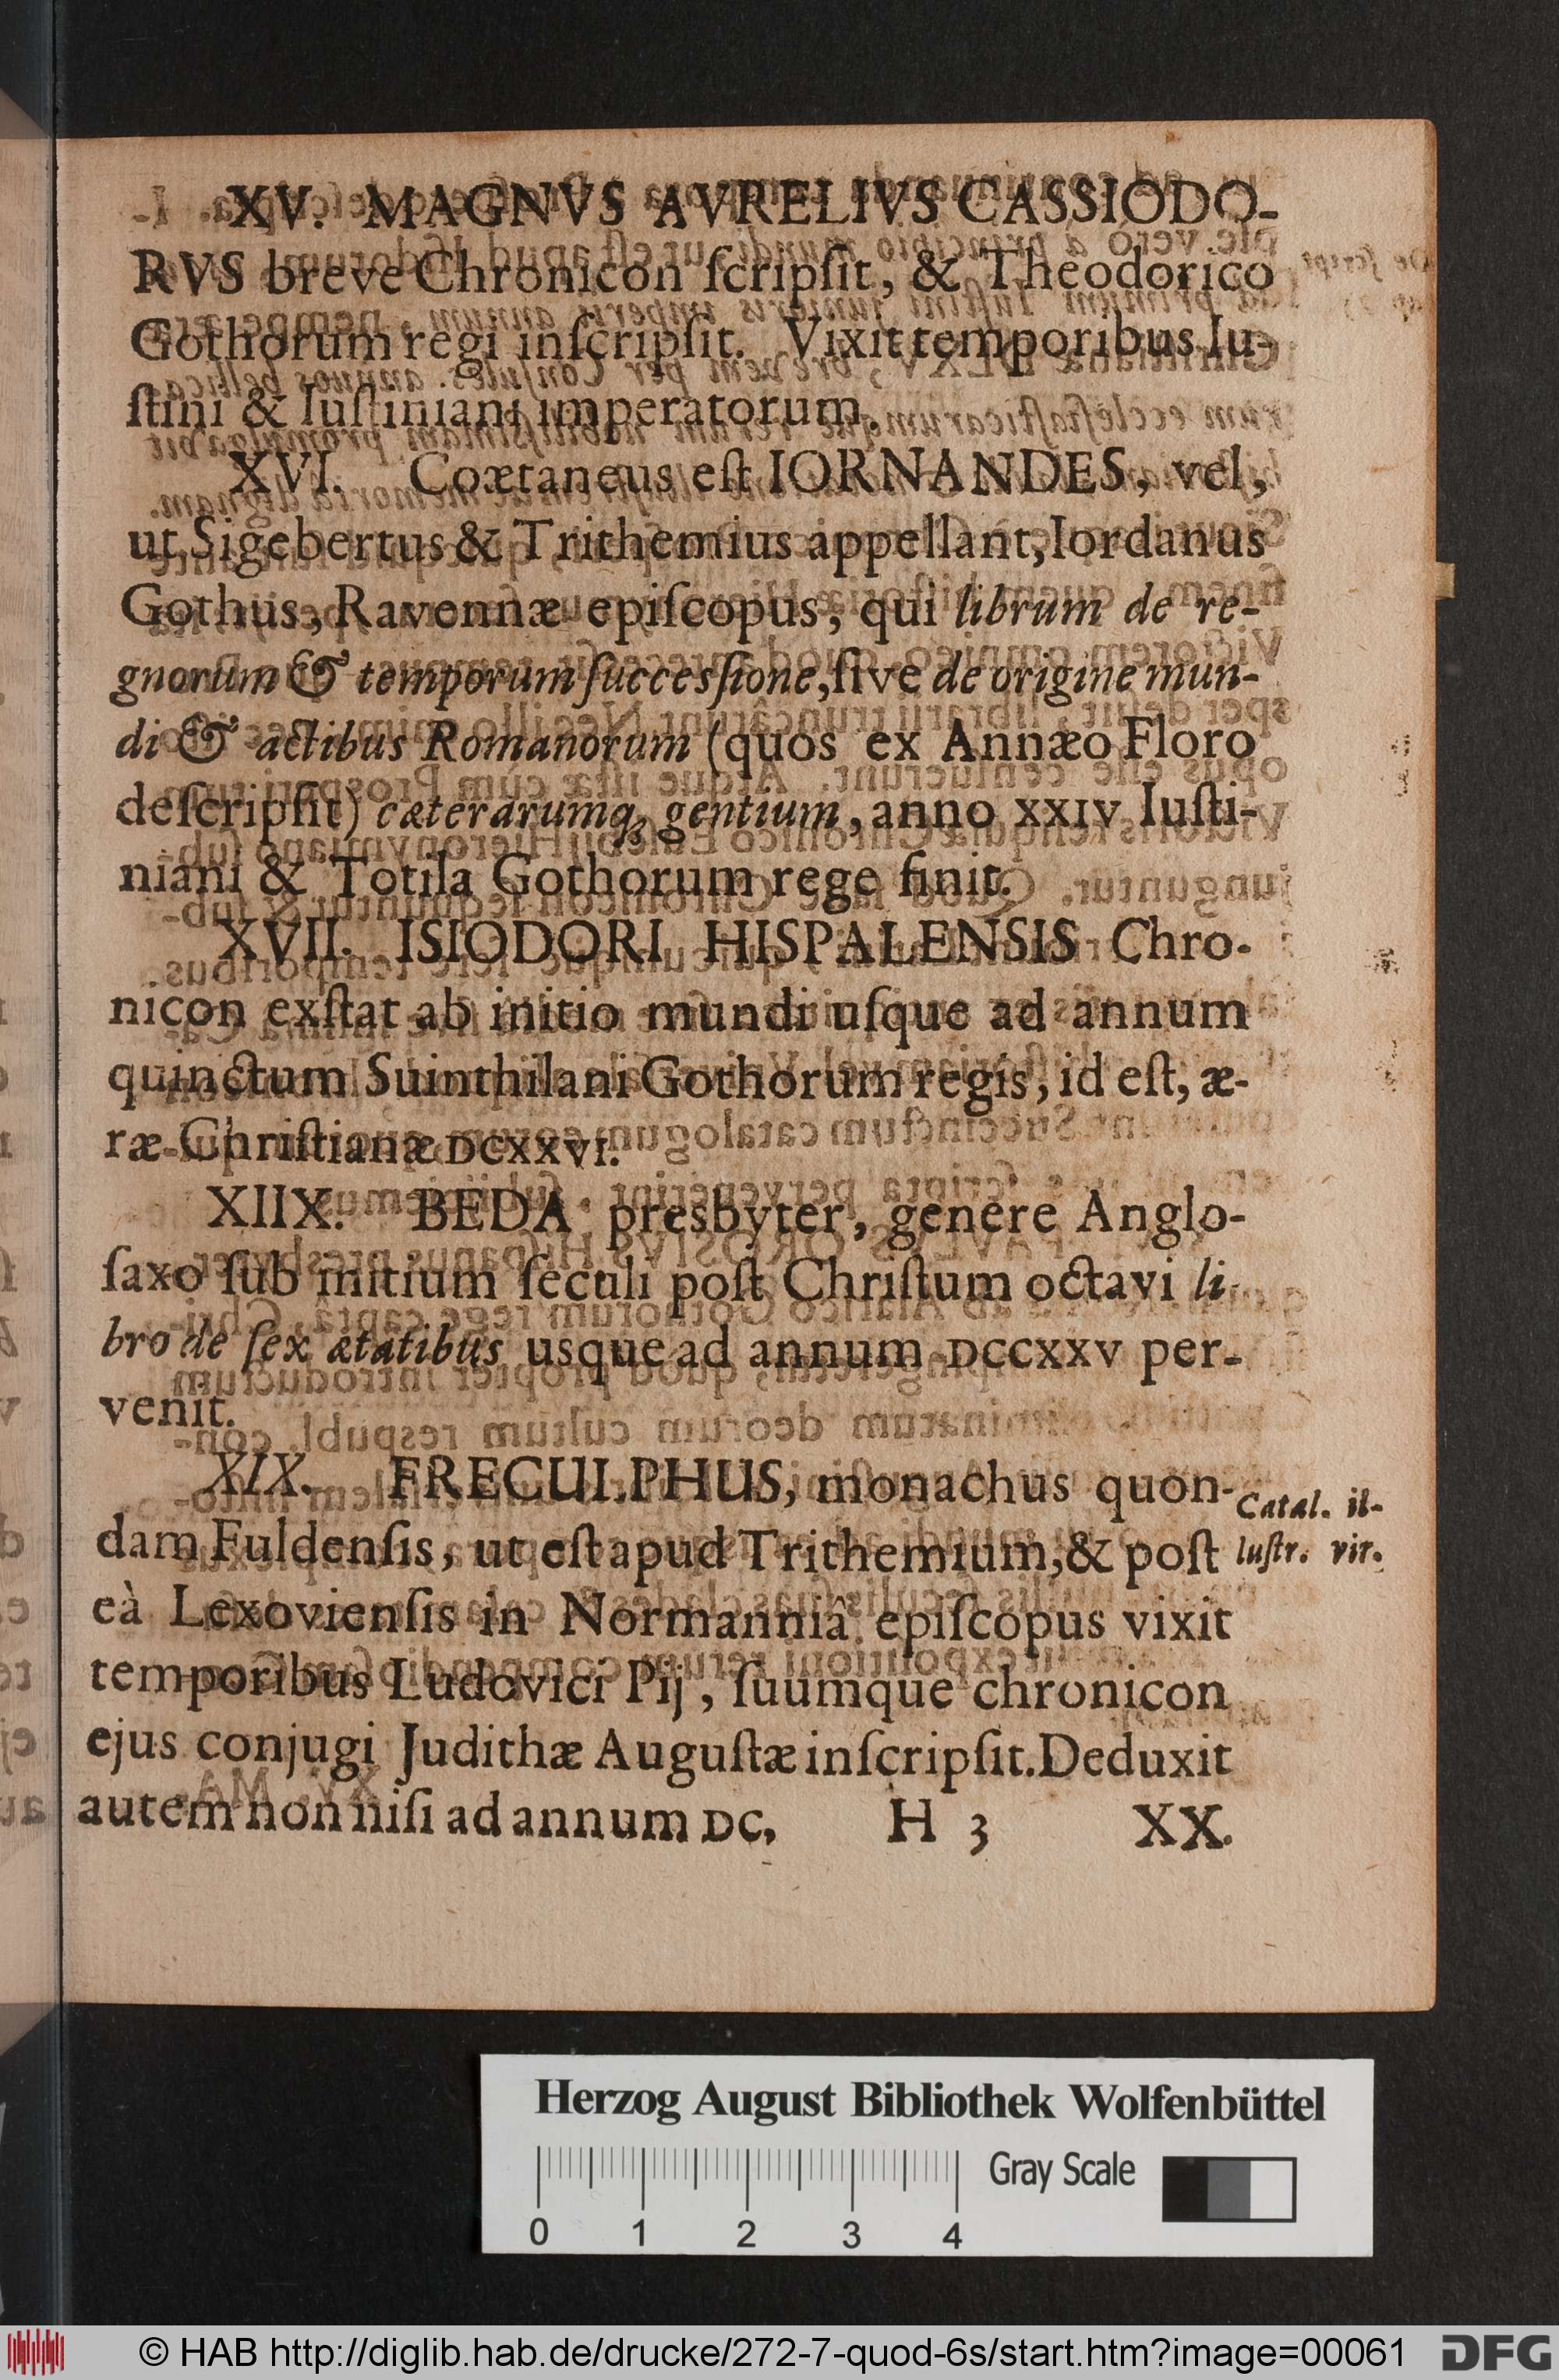 XV. MAGNVS AVRELIVS CASSIODO-
RVS breve Chronicon ſcripſit, & Theodorico
Gothorum regi inſcripſit. Vixit temporibus Iu-
ſtini & Iuſtiniani imperatorum.
XVI. Coætaneus eſt IORNANDES, vel,
ut Sigebertus & Trithemius appellant, Iordanus
Gothus, Ravennæ epiſcopus, qui librum de re-
gnorum & temporum ſucceſſione, ſive de origine mun-
di & actibus Romanorum (quos ex Annæo Floro
deſcripſit) cæterarumq; gentium, anno XXIV Iuſti-
niani & Totila Gothorum rege finit.
XVII. ISIODORI HISPALENSIS Chro-
nicon exſtat ab initio mundi uſque ad annum
quinctum Suinthilani Gothorum regis, id eſt, æ-
ræ Chriſtianæ DCXXVI.
XIIX. BEDA presbyter, genere Anglo-
ſaxo ſub initium ſeculi poſt Chriſtum octavi li-
bro de ſex ætatibus usque ad annum DCCXXV per-
venit.
XIX. FRECULPHUS, monachus quon-
dam Fuldenſis, ut eſt apud Trithemium, & poſt
Catal. il-
luſtr. vir.
eà Lexovienſis in Normanniâ epiſcopus vixit
temporibus Ludovici Pij, ſuumque chronicon
ejus conjugi Judithæ Auguſtæ inſcripſit. Deduxit
autem non niſi ad annum DC,
H 3 XX.
Herzog August Bibliothek Wolfenbüttel
Gray Scale
0 1 2 3 4
© HAB http://diglib.hab.de/drucke/272-7-quod-6s/start.htm?image=00061
DFG